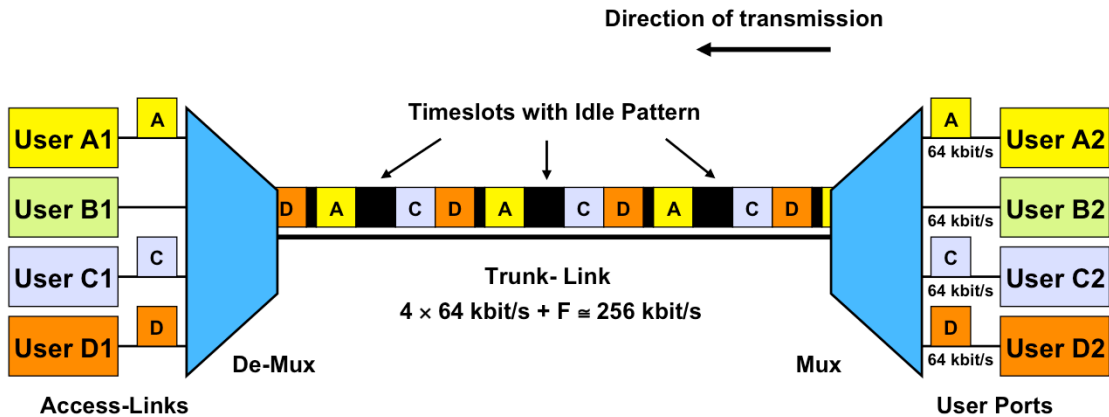 Direction of transmission
Timeslots with Idle Pattern
User A1
A
A
64 kbit/s
User A2
User B1
64 kbit/s
User B2
D A C D A C D A C D
User C1
C
C
64 kbit/s
User C2
Trunk- Link
4 × 64 kbit/s + F ≅ 256 kbit/s
User D1
D
D
64 kbit/s
User D2
De-Mux
Mux
Access-Links
User Ports